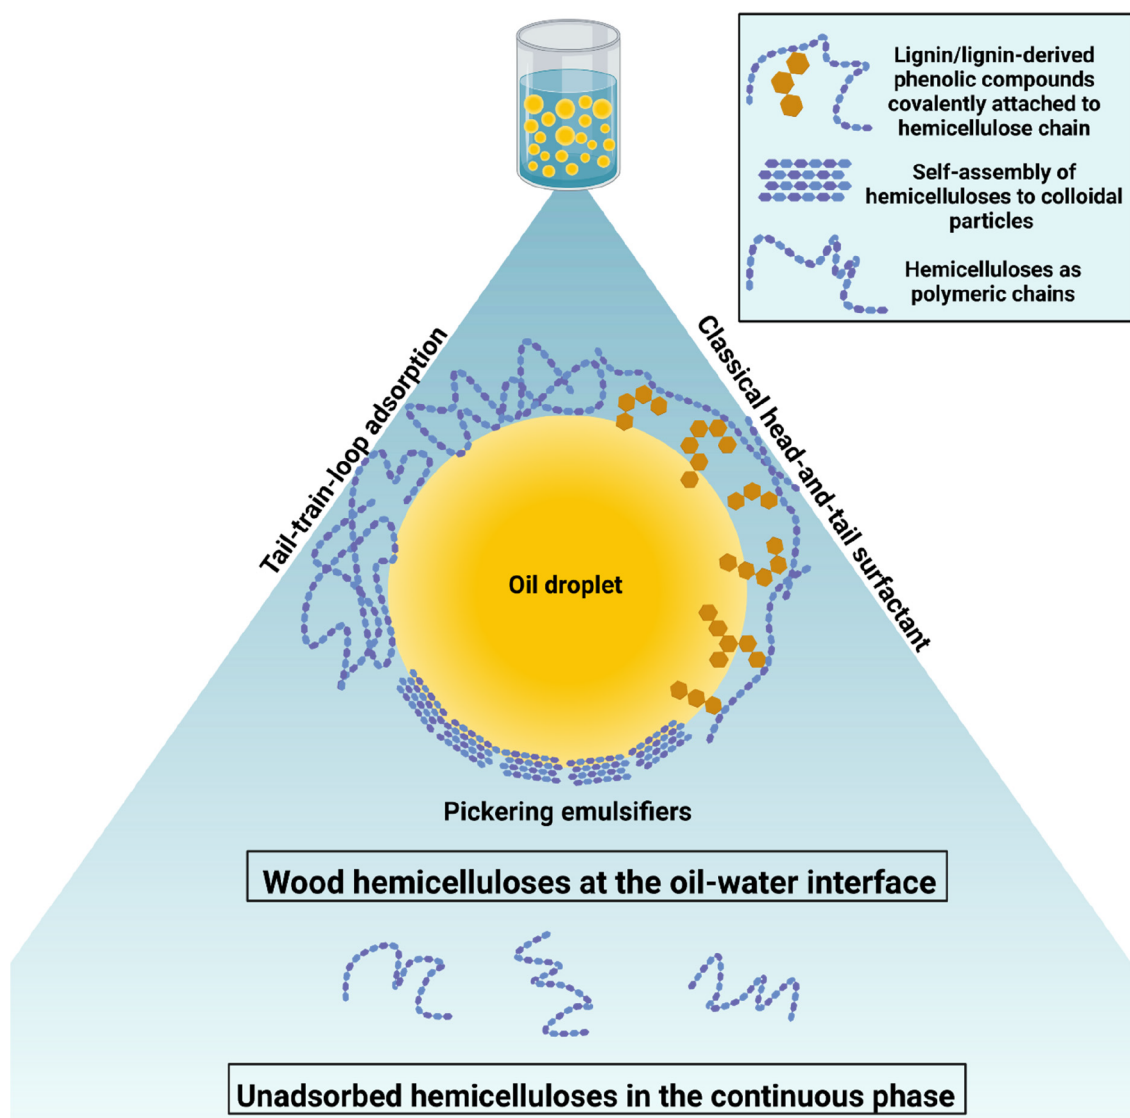 Lignin/lignin-derived
phenolic compounds
covalently attached to
hemicellulose chain
Self-assembly of
hemicelluloses to colloidal
particles
Hemicelluloses as
polymeric chains
Tail-train-loop adsorption
Classical head-and-tail surfactant
Oil droplet
Pickering emulsifiers
Wood hemicelluloses at the oil-water interface
Unadsorbed hemicelluloses in the continuous phase